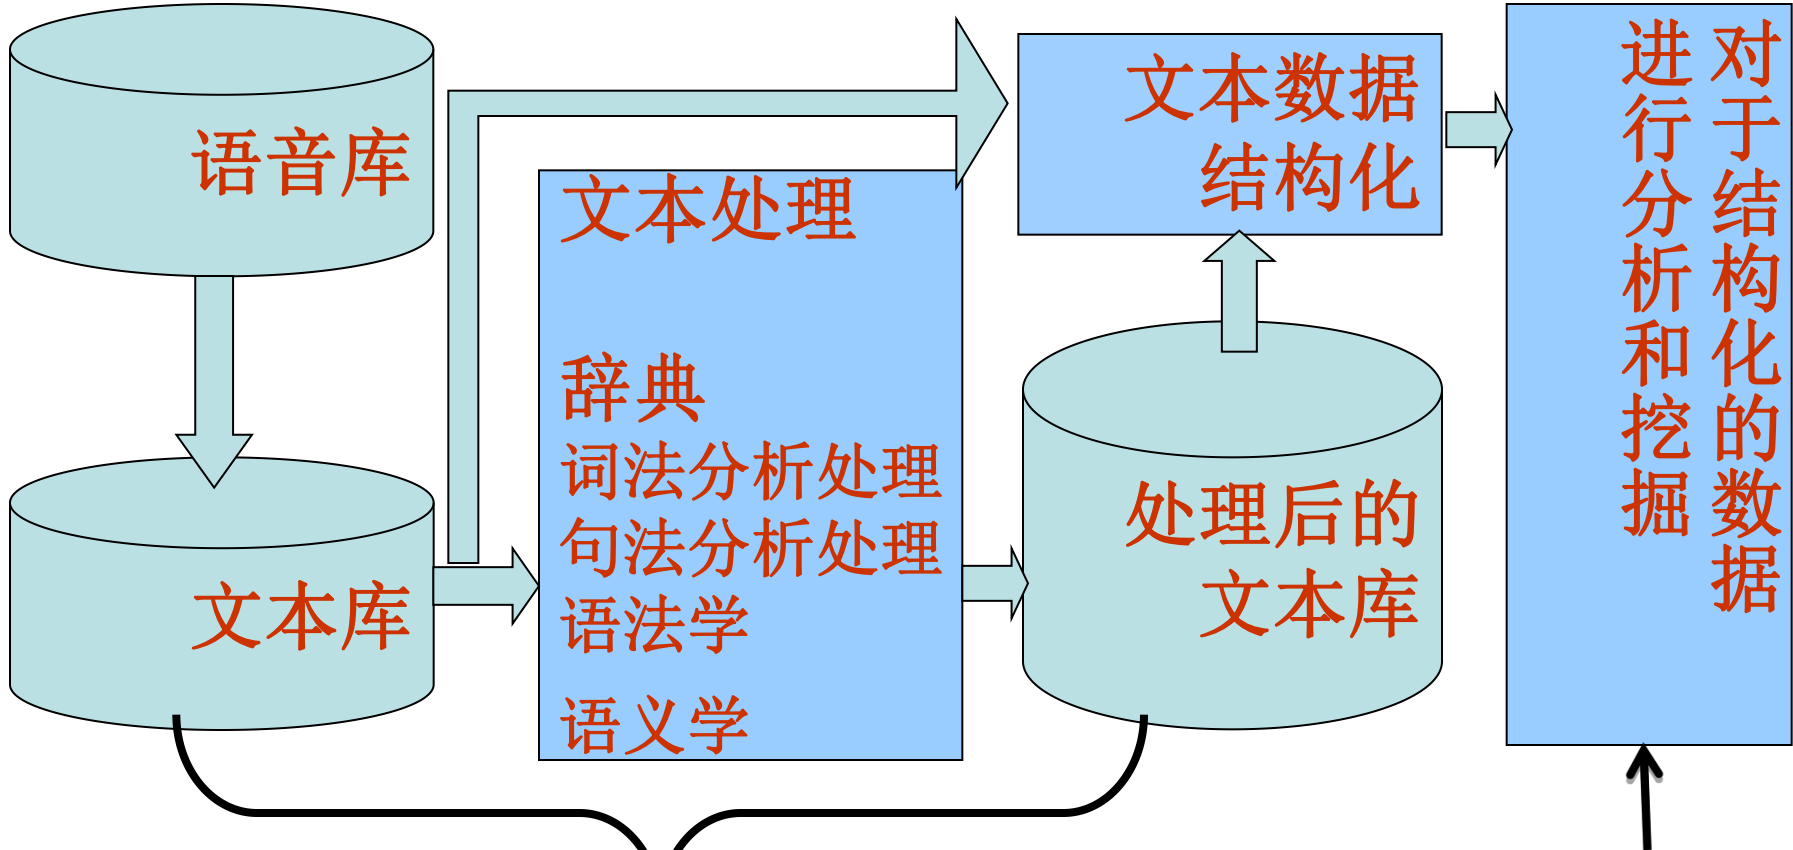 语音库
文本库
文本处理
辞典
词法分析处理
句法分析处理
语法学
语义学
文本数据
结构化
处理后的
文本库
对于结构化的数据
进行分析和挖掘